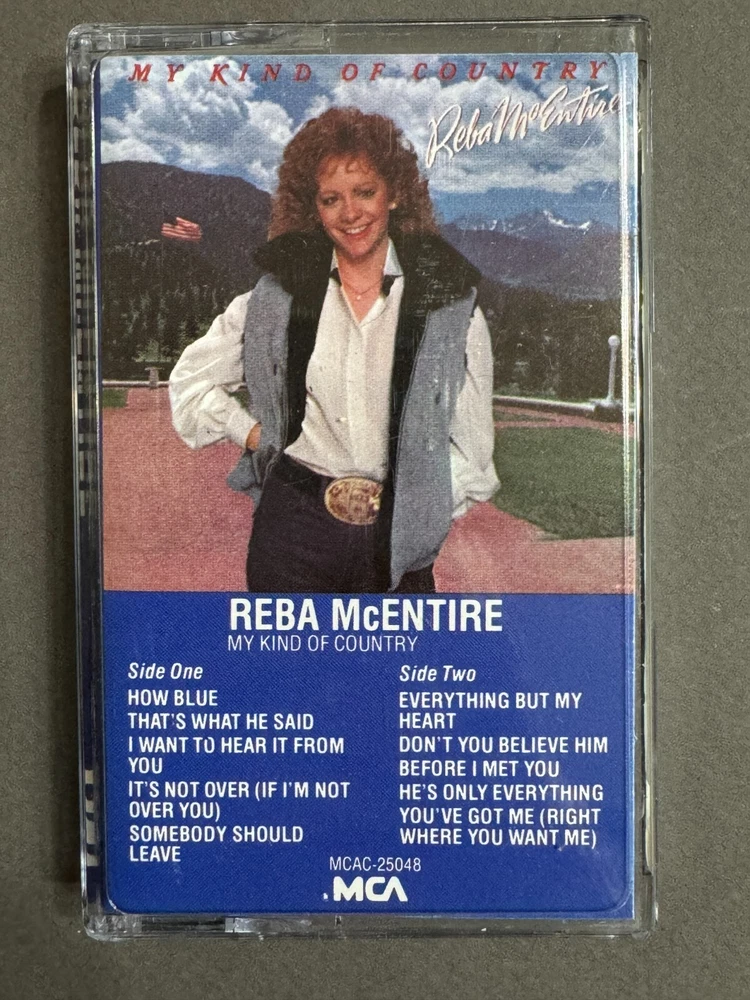 MY KIND OF COUNTRY
Reba McEntire
REBA McENTIRE
MY KIND OF COUNTRY
Side One
HOW BLUE
THAT'S WHAT HE SAID
I WANT TO HEAR IT FROM
YOU
IT'S NOT OVER (IF I'M NOT
OVER YOU)
SOMEBODY SHOULD
LEAVE
Side Two
EVERYTHING BUT MY
HEART
DON'T YOU BELIEVE HIM
BEFORE I MET YOU
HE'S ONLY EVERYTHING
YOU'VE GOT ME (RIGHT
WHERE YOU WANT ME)
MCAC-25048
MCA